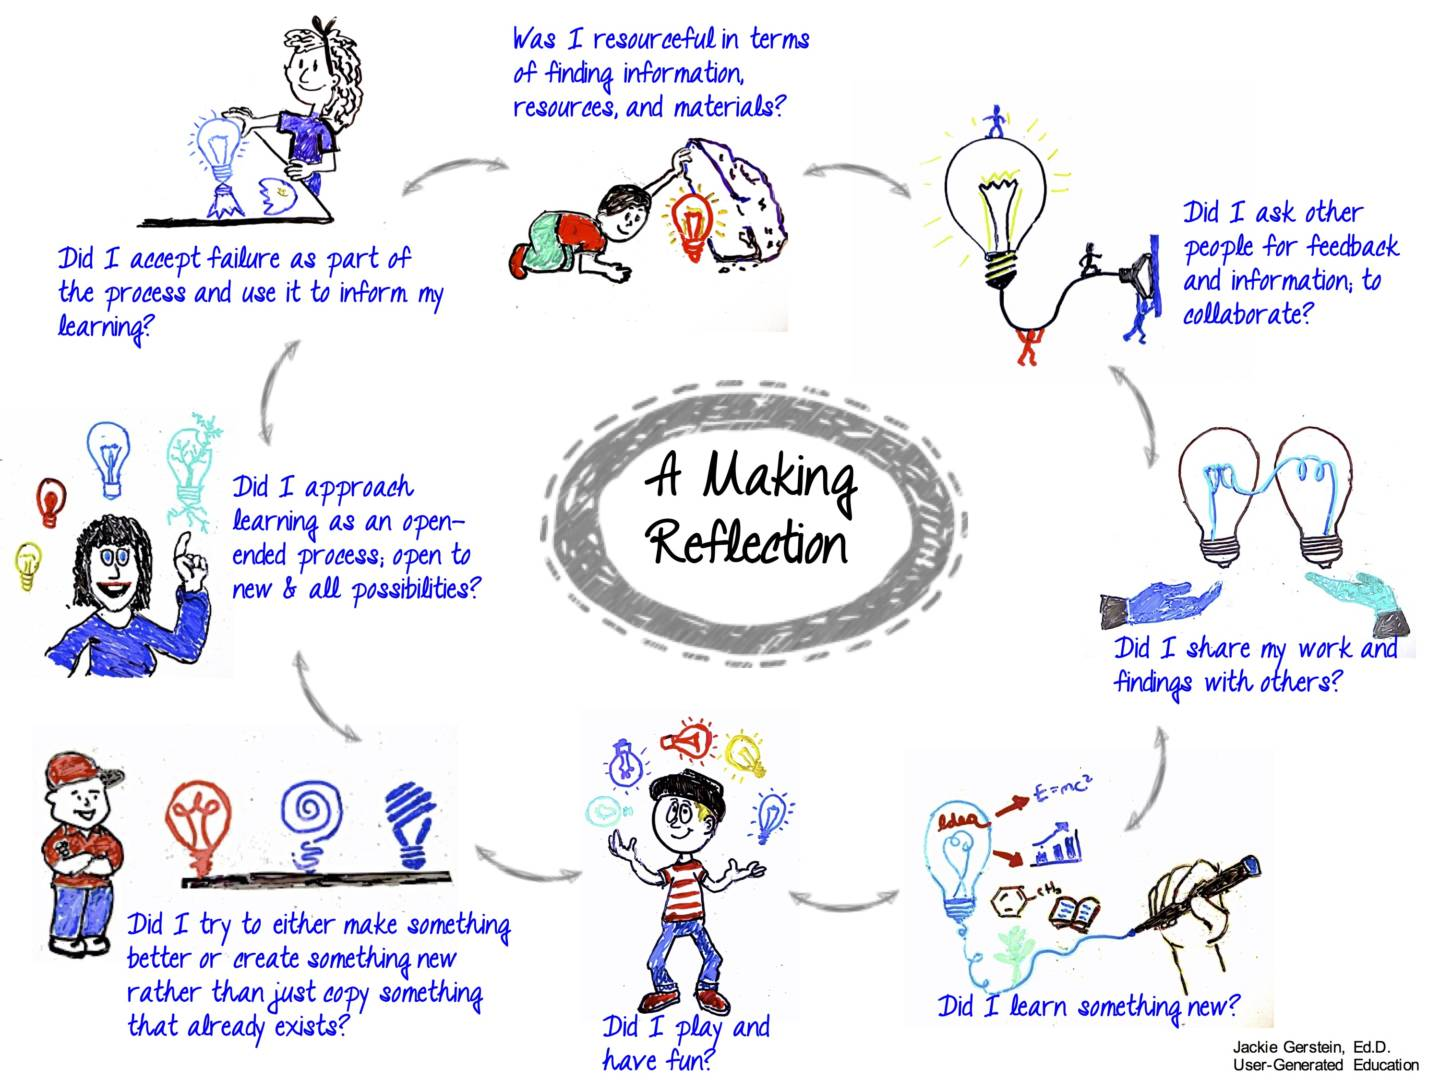 A Making
Reflection
Was I resourceful in terms
of finding information,
resources, and materials?
Did I ask other
people for feedback
and information; to
collaborate?
Did I share my work and
findings with others?
Idea
E=mc²
CH₃
Did I learn something new?
Did I play and
have fun?
Did I try to either make something
better or create something new
rather than just copy something
that already exists?
Did I approach
learning as an open-
ended process; open to
new & all possibilities?
Did I accept failure as part of
the process and use it to inform my
learning?
Jackie Gerstein, Ed.D.
User-Generated Education